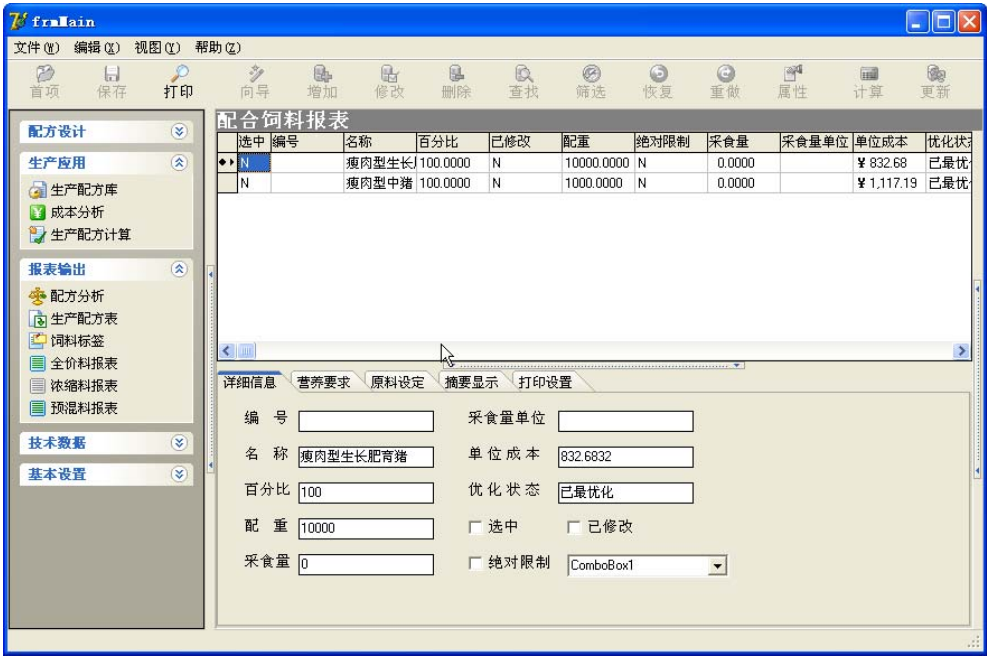 frmMain
文件(W) 编辑(X) 视图(Y) 帮助(Z)
首项 保存 打印 向导 增加 修改 删除 查找 筛选 恢复 重做 属性 计算 更新
配方设计
生产应用
生产配方库
成本分析
生产配方计算
报表输出
配方分析
生产配方表
饲料标签
全价料报表
浓缩料报表
预混料报表
技术数据
基本设置
配合饲料报表
选中 编号 名称 百分比 已修改 配重 绝对限制 采食量 采食量单位 单位成本 优化状态
N 瘦肉型生长 100.0000 N 10000.0000 N 0.0000 ¥ 832.68 已最优
N 瘦肉型中猪 100.0000 N 1000.0000 N 0.0000 ¥ 1,117.19 已最优
详细信息 营养要求 原料设定 摘要显示 打印设置
编 号 采食量单位
名 称 瘦肉型生长肥育猪 单位成本 832.6832
百分比 100 优化状态 已最优化
配 重 10000 选中 已修改
采食量 0 绝对限制 ComboBox1